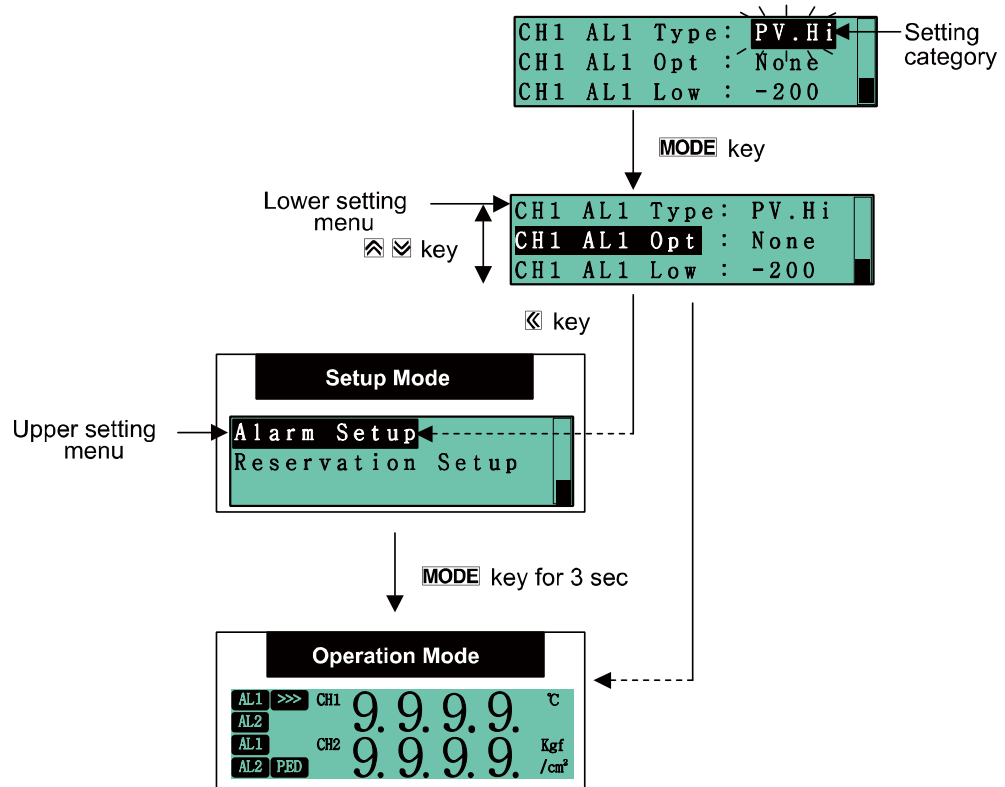 CH1 AL1 Type: PV.Hi
Setting category
CH1 AL1 Opt : None
CH1 AL1 Low : -200
MODE key
Lower setting menu
CH1 AL1 Type: PV.Hi
key
CH1 AL1 Opt : None
CH1 AL1 Low : -200
key
Setup Mode
Upper setting menu
Alarm Setup
Reservation Setup
MODE key for 3 sec
Operation Mode
AL1 >>> CH1 9. 9. 9. 9. ℃
AL2
AL1 CH2 9. 9. 9. 9. Kgf
AL2 P.ED /cm²